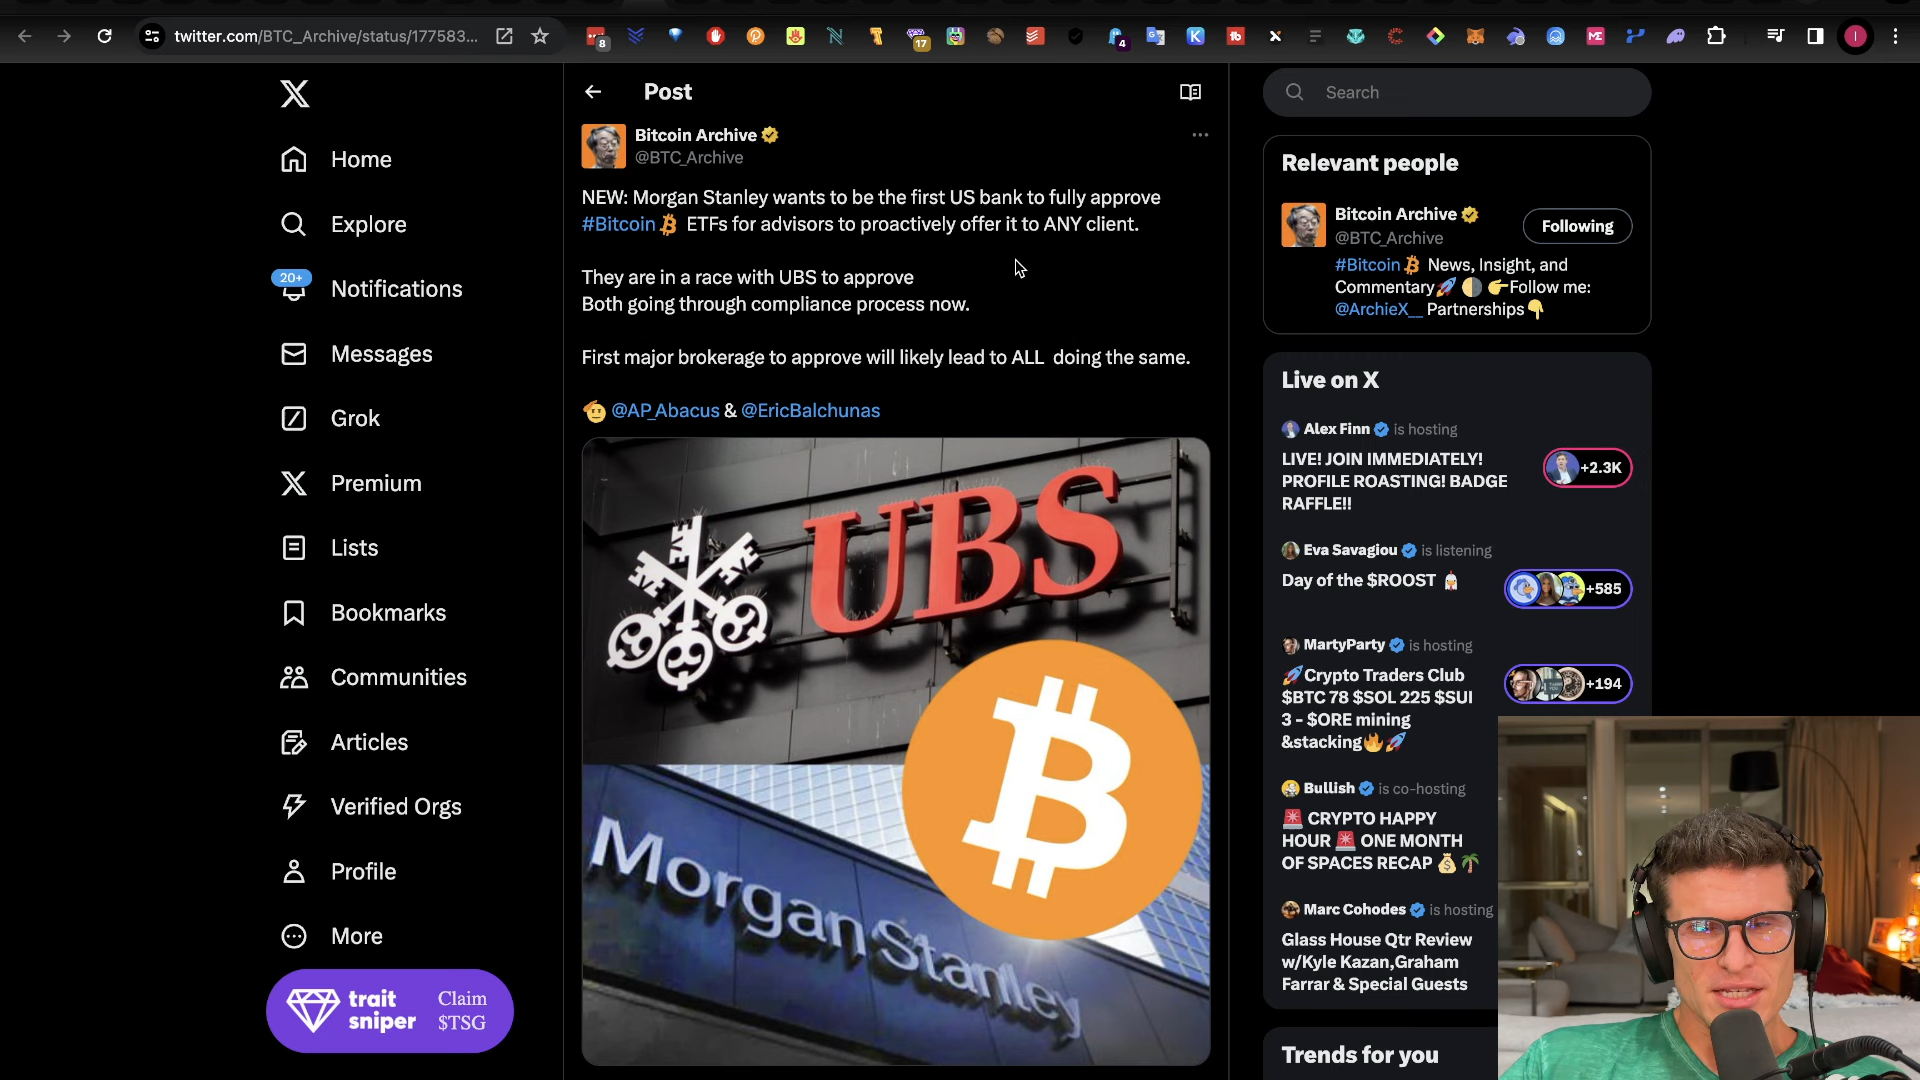 twitter.com/BTC_Archive/status/177583...
8
17
4
K
ME
I
Post
Search
Home
Explore
20+
Notifications
Messages
Grok
Premium
Lists
Bookmarks
Communities
Articles
Verified Orgs
Profile
More
trait sniper
Claim $TSG
Bitcoin Archive
@BTC_Archive
NEW: Morgan Stanley wants to be the first US bank to fully approve
#Bitcoin ETFs for advisors to proactively offer it to ANY client.
They are in a race with UBS to approve
Both going through compliance process now.
First major brokerage to approve will likely lead to ALL doing the same.
@AP_Abacus & @EricBalchunas
UBS
Morgan Stanley
Relevant people
Bitcoin Archive
@BTC_Archive
Following
#Bitcoin News, Insight, and
Commentary🚀 🌗 👉Follow me:
@ArchieX__ Partnerships👇
Live on X
Alex Finn is hosting
LIVE! JOIN IMMEDIATELY!
PROFILE ROASTING! BADGE
RAFFLE!!
+2.3K
Eva Savagiou is listening
Day of the $ROOST
+585
MartyParty is hosting
🚀Crypto Traders Club
$BTC 78 $SOL 225 $SUI
3 - $ORE mining
&stacking🔥🚀
+194
Bullish is co-hosting
🚨 CRYPTO HAPPY
HOUR 🚨 ONE MONTH
OF SPACES RECAP 💰🌴
Marc Cohodes is hosting
Glass House Qtr Review
w/Kyle Kazan,Graham
Farrar & Special Guests
Trends for you